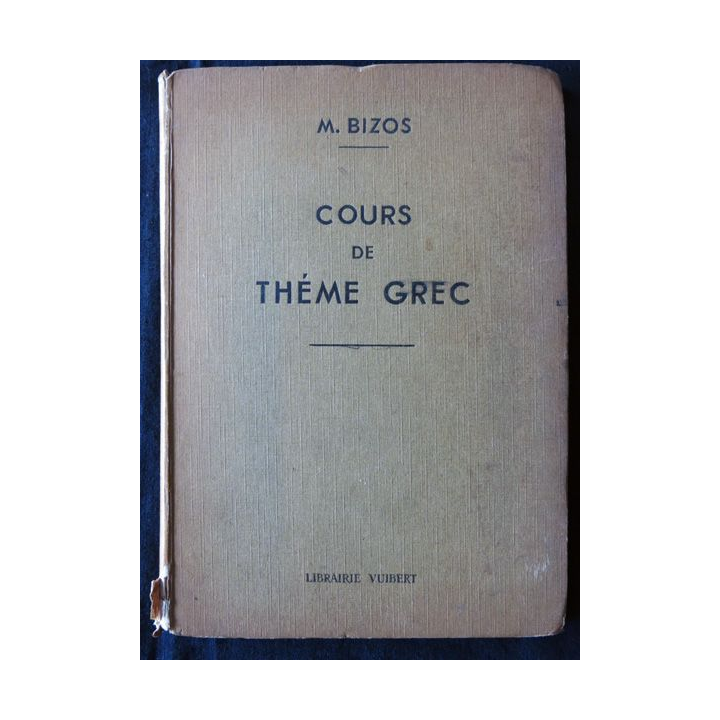 M. BIZOS
COURS
DE
THÉME GREC
LIBRAIRIE VUIBERT